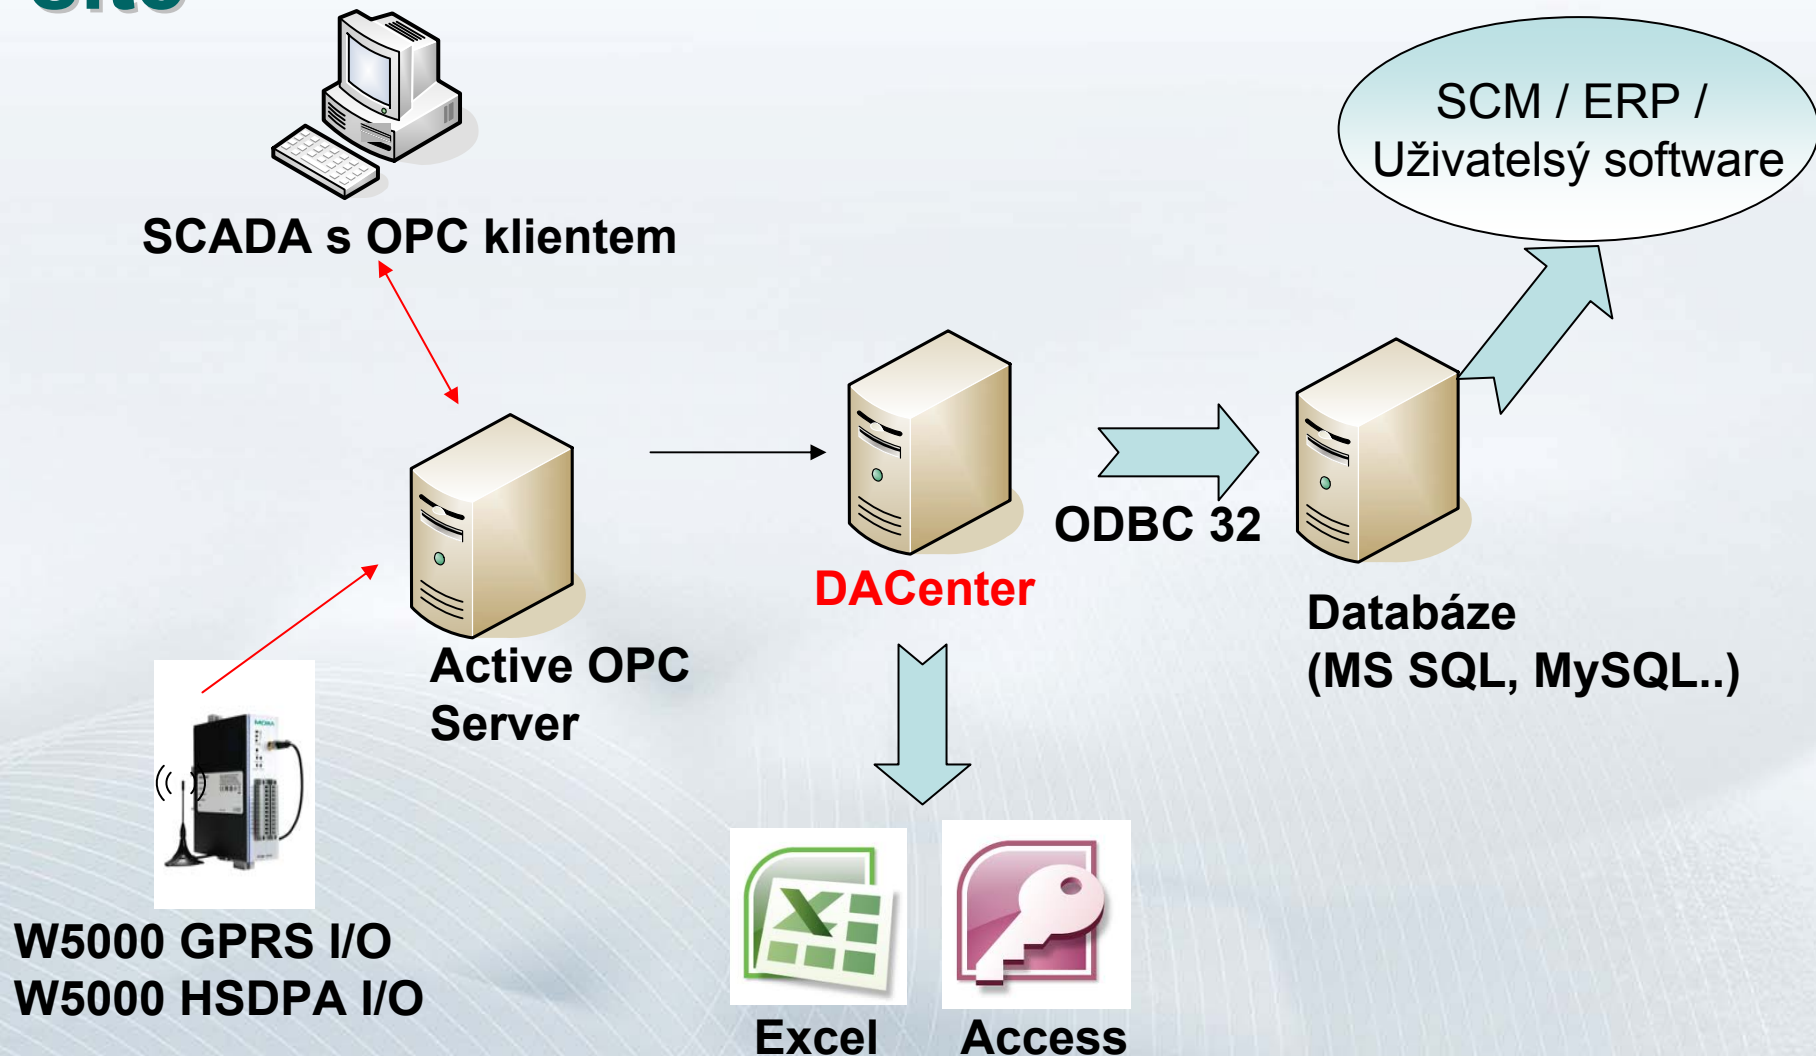 SCM / ERP /
Uživatelsý software
SCADA s OPC klientem
ODBC 32
DACenter
Databáze
(MS SQL, MySQL..)
Active OPC
Server
MOXA
W5000 GPRS I/O
W5000 HSDPA I/O
Excel
Access